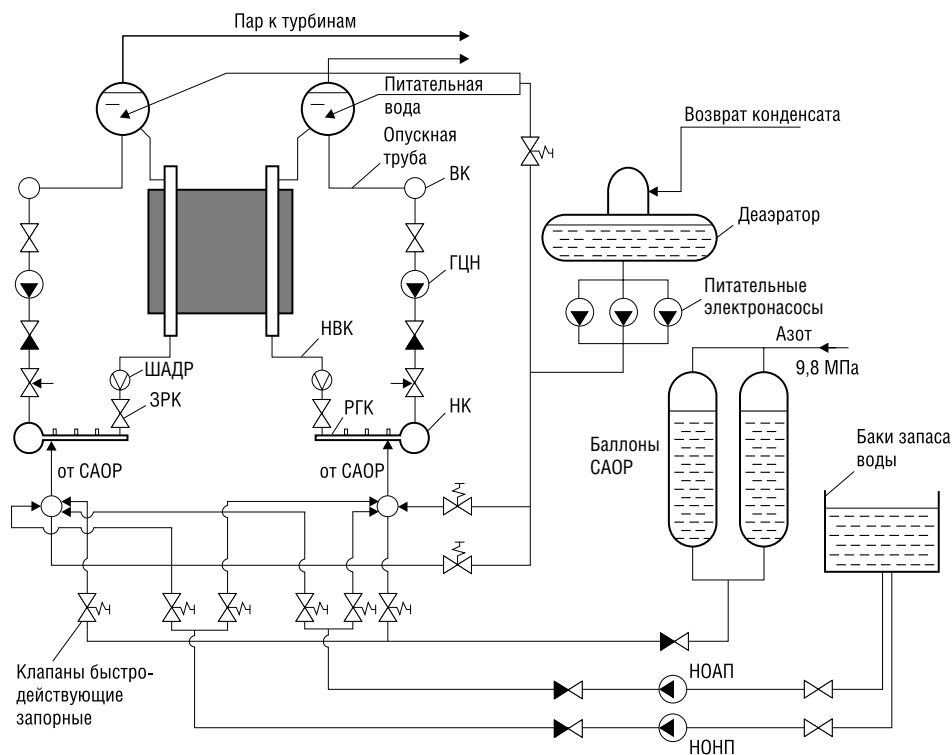 Пар к турбинам
Питательная
вода
Опускная
труба
Возврат конденсата
ВК
Деаэратор
ГЦН
Питательные
электронасосы
Азот
9,8 МПа
НВК
ШАДР
ЗРК
РГК
НК
Баллоны
САОР
Баки запаса
воды
от САОР
от САОР
Клапаны быстро-
действующие
запорные
НОАП
НОНП